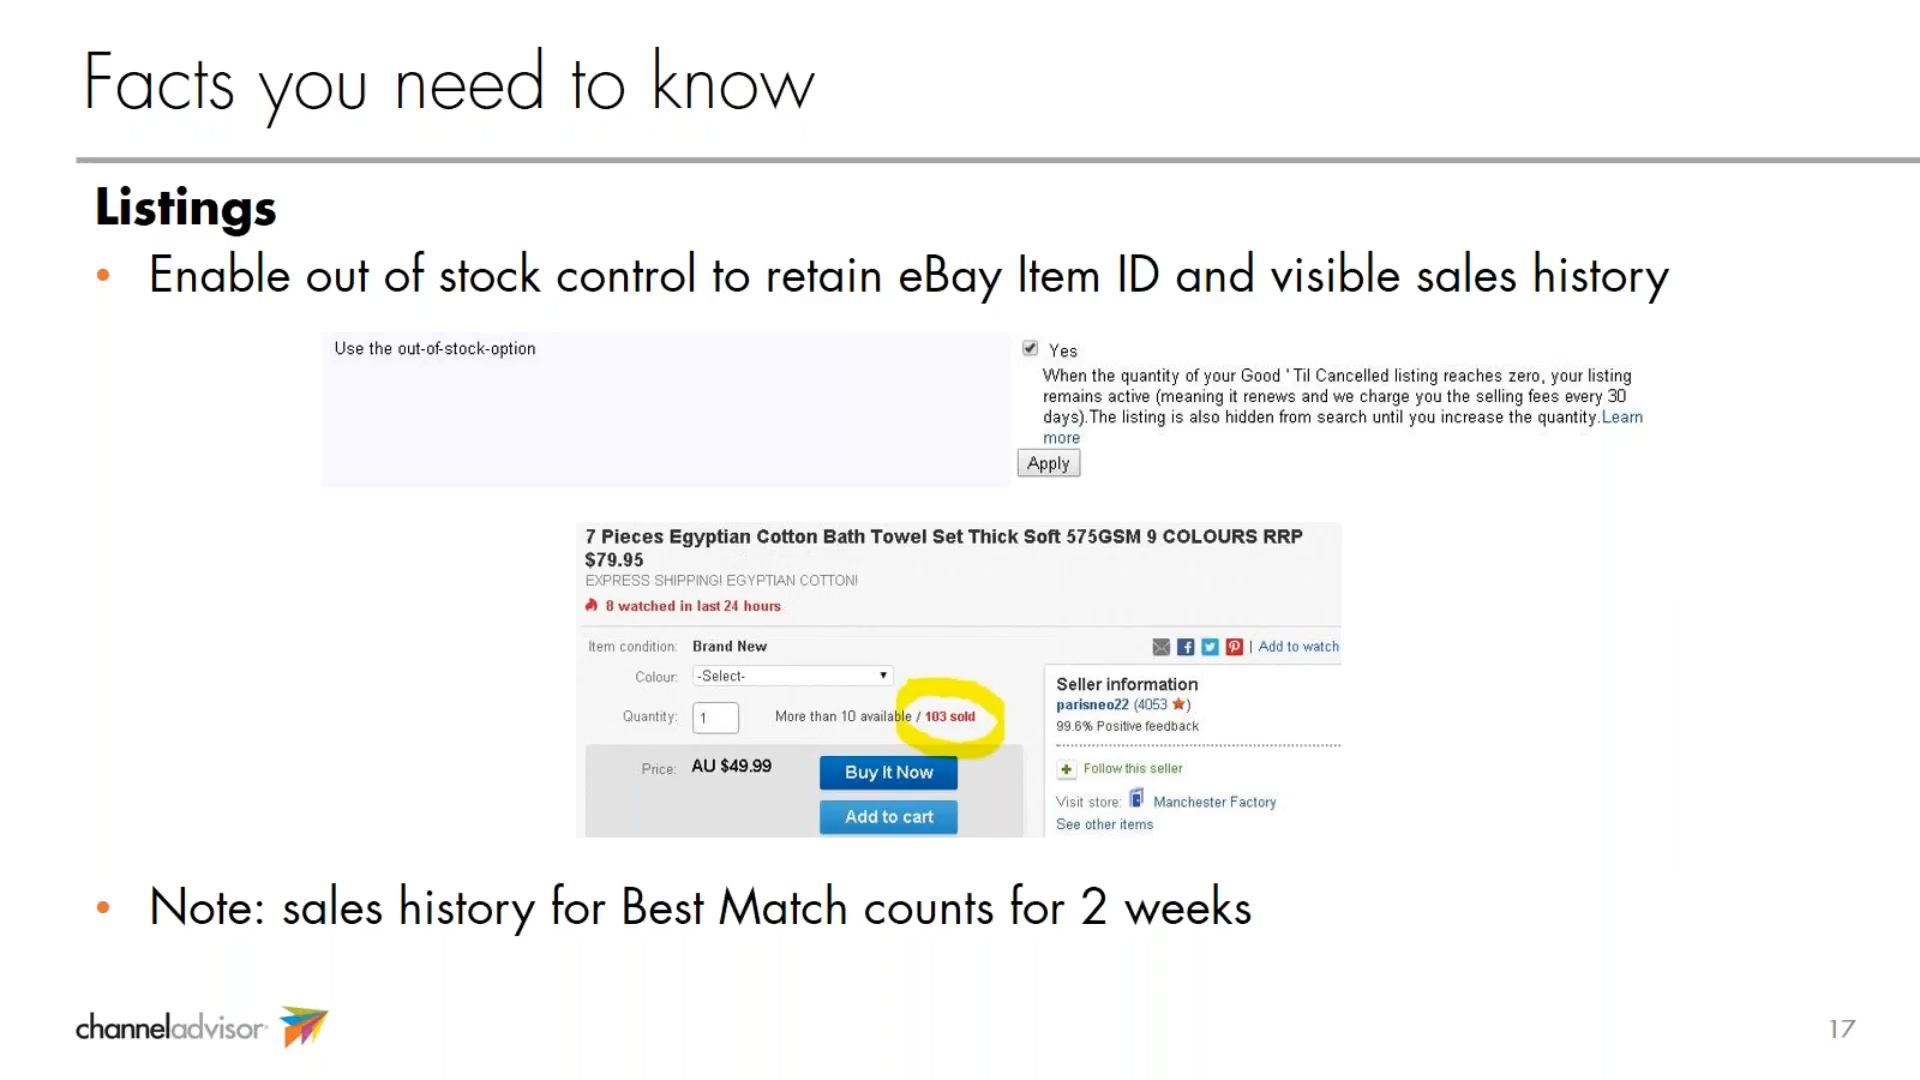 Facts you need to know
Listings
• Enable out of stock control to retain eBay Item ID and visible sales history
Use the out-of-stock-option
Yes
When the quantity of your Good ' Til Cancelled listing reaches zero, your listing
remains active (meaning it renews and we charge you the selling fees every 30
days).The listing is also hidden from search until you increase the quantity.Learn
more
Apply
7 Pieces Egyptian Cotton Bath Towel Set Thick Soft 575GSM 9 COLOURS RRP
$79.95
EXPRESS SHIPPING! EGYPTIAN COTTON!
8 watched in last 24 hours
Item condition: Brand New
| Add to watch
Colour: -Select-
Quantity: 1 More than 10 available / 103 sold
Price: AU $49.99
Buy It Now
Add to cart
Seller information
parisneo22 (4053 ★)
99.6% Positive feedback
Follow this seller
Visit store: Manchester Factory
See other items
• Note: sales history for Best Match counts for 2 weeks
channeladvisor
17